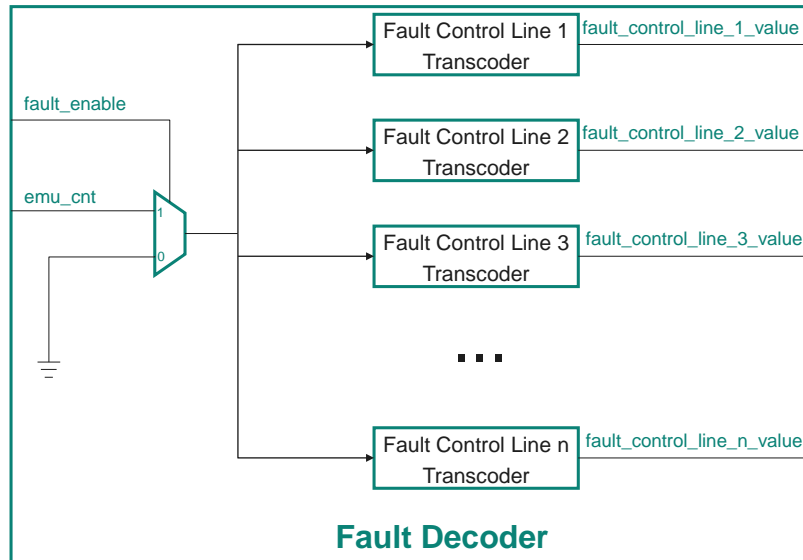 Fault Control Line 1
Transcoder
fault_control_line_1_value
fault_enable
Fault Control Line 2
Transcoder
fault_control_line_2_value
emu_cnt
1
0
Fault Control Line 3
Transcoder
fault_control_line_3_value
...
Fault Control Line n
Transcoder
fault_control_line_n_value
Fault Decoder